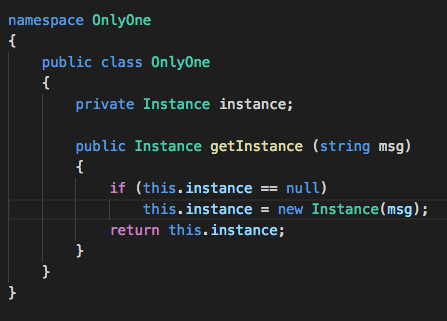 namespace OnlyOne
{
    public class OnlyOne
    {
        private Instance instance;

        public Instance getInstance (string msg)
        {
            if (this.instance == null)
                this.instance = new Instance(msg);
            return this.instance;
        }
    }
}